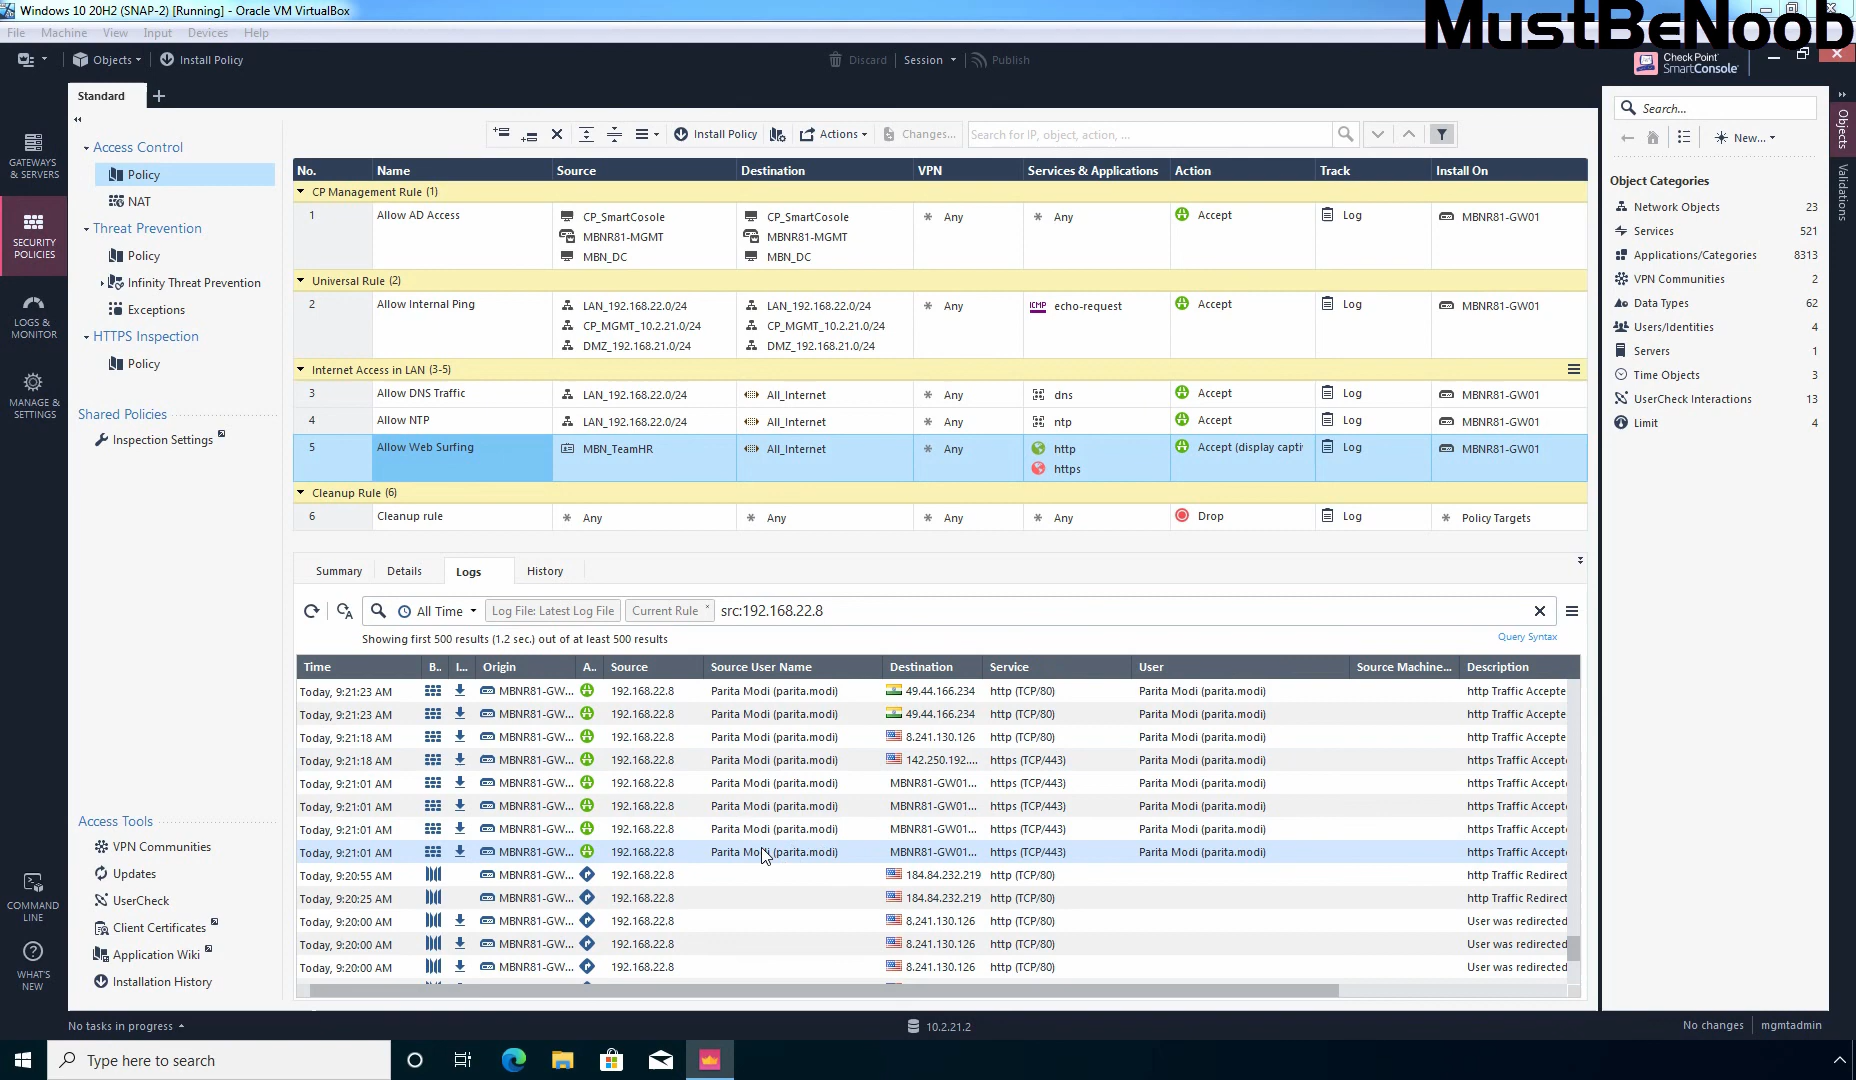 Windows 10 20H2 (SNAP-2) [Running] - Oracle VM VirtualBox
MustBeNoob
File Machine View Input Devices Help
Objects Install Policy Discard Session Publish
Check Point
SmartConsole
Standard
Search...
Install Policy Actions Changes... Search for IP, object, action, ...
New...
Objects
Validations
GATEWAYS
& SERVERS
SECURITY
POLICIES
LOGS &
MONITOR
MANAGE &
SETTINGS
COMMAND
LINE
WHAT'S
NEW
Access Control
Policy
NAT
Threat Prevention
Policy
Infinity Threat Prevention
Exceptions
HTTPS Inspection
Policy
Shared Policies
Inspection Settings
Access Tools
VPN Communities
Updates
UserCheck
Client Certificates
Application Wiki
Installation History
No. Name Source Destination VPN Services & Applications Action Track Install On
CP Management Rule (1)
1 Allow AD Access CP_SmartCosole CP_SmartCosole Any Any Accept Log MBNR81-GW01
MBNR81-MGMT MBNR81-MGMT
MBN_DC MBN_DC
Universal Rule (2)
2 Allow Internal Ping LAN_192.168.22.0/24 LAN_192.168.22.0/24 Any ICMP echo-request Accept Log MBNR81-GW01
CP_MGMT_10.2.21.0/24 CP_MGMT_10.2.21.0/24
DMZ_192.168.21.0/24 DMZ_192.168.21.0/24
Internet Access in LAN (3-5)
3 Allow DNS Traffic LAN_192.168.22.0/24 All_Internet Any dns Accept Log MBNR81-GW01
4 Allow NTP LAN_192.168.22.0/24 All_Internet Any ntp Accept Log MBNR81-GW01
5 Allow Web Surfing MBN_TeamHR All_Internet Any http Accept (display capti Log MBNR81-GW01
https
Cleanup Rule (6)
6 Cleanup rule Any Any Any Any Drop Log Policy Targets
Summary Details Logs History
All Time Log File: Latest Log File Current Rule src:192.168.22.8
Showing first 500 results (1.2 sec.) out of at least 500 results
Query Syntax
Time B.. I... Origin A.. Source Source User Name Destination Service User Source Machine... Description
Today, 9:21:23 AM MBNR81-GW... 192.168.22.8 Parita Modi (parita.modi) 49.44.166.234 http (TCP/80) Parita Modi (parita.modi) http Traffic Accepte
Today, 9:21:23 AM MBNR81-GW... 192.168.22.8 Parita Modi (parita.modi) 49.44.166.234 http (TCP/80) Parita Modi (parita.modi) http Traffic Accepte
Today, 9:21:18 AM MBNR81-GW... 192.168.22.8 Parita Modi (parita.modi) 8.241.130.126 http (TCP/80) Parita Modi (parita.modi) http Traffic Accepte
Today, 9:21:18 AM MBNR81-GW... 192.168.22.8 Parita Modi (parita.modi) 142.250.192.... https (TCP/443) Parita Modi (parita.modi) https Traffic Accept
Today, 9:21:01 AM MBNR81-GW... 192.168.22.8 Parita Modi (parita.modi) MBNR81-GW01... https (TCP/443) Parita Modi (parita.modi) https Traffic Accept
Today, 9:21:01 AM MBNR81-GW... 192.168.22.8 Parita Modi (parita.modi) MBNR81-GW01... https (TCP/443) Parita Modi (parita.modi) https Traffic Accept
Today, 9:21:01 AM MBNR81-GW... 192.168.22.8 Parita Modi (parita.modi) MBNR81-GW01... https (TCP/443) Parita Modi (parita.modi) https Traffic Accept
Today, 9:21:01 AM MBNR81-GW... 192.168.22.8 Parita Modi (parita.modi) MBNR81-GW01... https (TCP/443) Parita Modi (parita.modi) https Traffic Accept
Today, 9:20:55 AM MBNR81-GW... 192.168.22.8 184.84.232.219 http (TCP/80) http Traffic Redirect
Today, 9:20:25 AM MBNR81-GW... 192.168.22.8 184.84.232.219 http (TCP/80) http Traffic Redirect
Today, 9:20:00 AM MBNR81-GW... 192.168.22.8 8.241.130.126 http (TCP/80) User was redirected
Today, 9:20:00 AM MBNR81-GW... 192.168.22.8 8.241.130.126 http (TCP/80) User was redirected
Today, 9:20:00 AM MBNR81-GW... 192.168.22.8 8.241.130.126 http (TCP/80) User was redirected
Object Categories
Network Objects 23
Services 521
Applications/Categories 8313
VPN Communities 2
Data Types 62
Users/Identities 4
Servers 1
Time Objects 3
UserCheck Interactions 13
Limit 4
No tasks in progress 10.2.21.2 No changes mgmtadmin
Type here to search